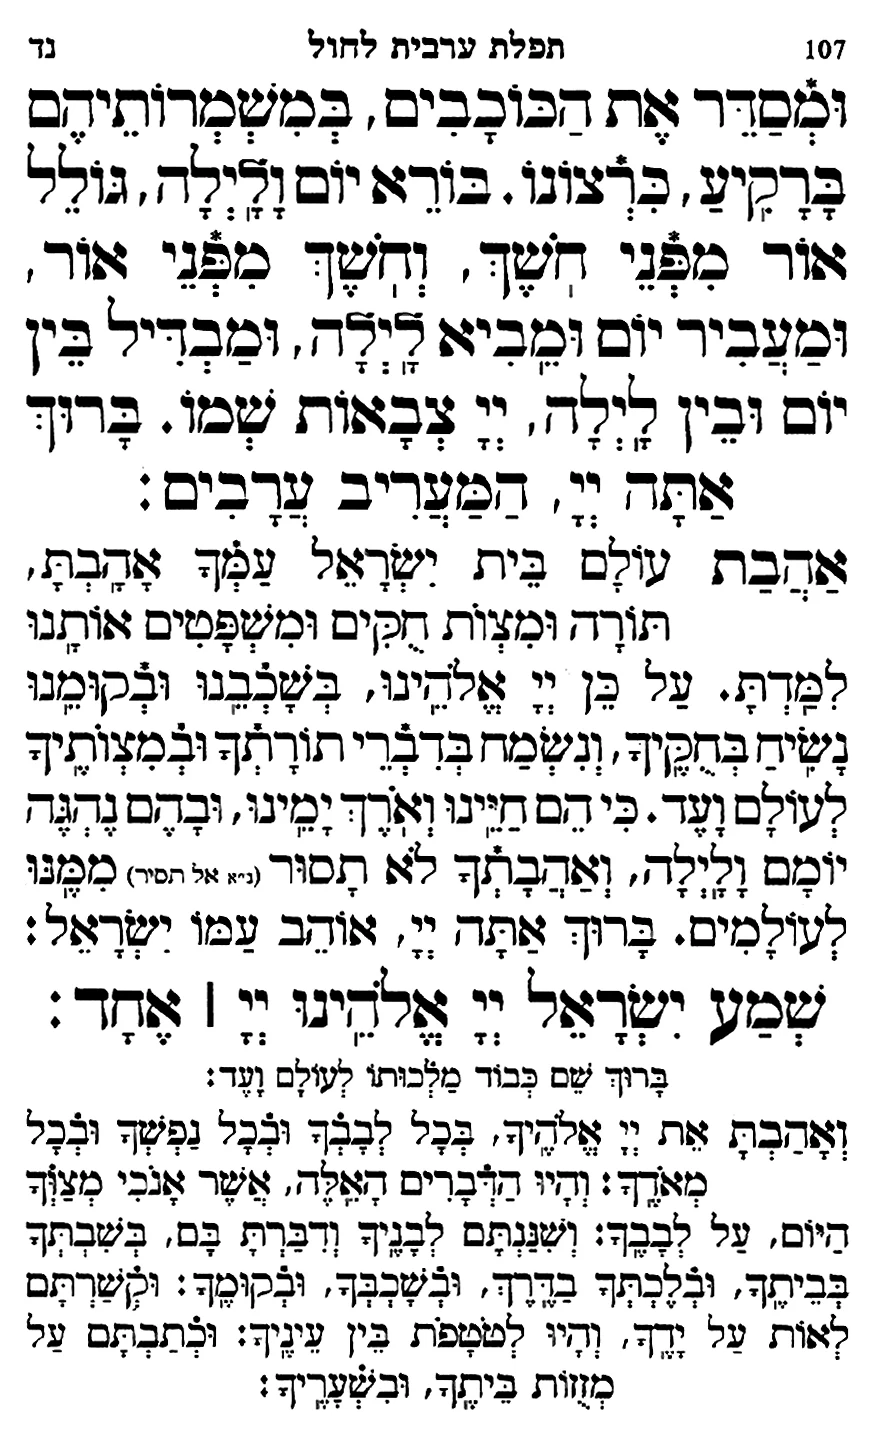 107 תפלת ערבית לחול נד
וּמְ֯סַדֵּר אֶת הַכּוֹכָבִים, בְּמִשְׁמְרוֹתֵיהֶם
בָּרָקִיעַ, כִּרְ֯צוֹנוֹ. בּוֹרֵא יוֹם וָלָיְלָה, גּוֹלֵל
אוֹר מִפְּ֯נֵי חֹשֶׁךְ, וְחֹשֶׁךְ מִפְּ֯נֵי אוֹר,
וּמַעֲבִיר יוֹם וּמֵבִיא לָיְלָה, וּמַבְדִּיל בֵּין
יוֹם וּבֵין לָיְלָה, יְיָ צְבָאוֹת שְׁמוֹ. בָּרוּךְ
אַתָּה יְיָ, הַמַּעֲרִיב עֲרָבִים:
אַהֲבַת עוֹלָם בֵּית יִשְׂרָאֵל עַמְּ֯ךָ אָהָבְתָּ,
תּוֹרָה וּמִצְוֹת חֻקִּים וּמִשְׁפָּטִים אוֹתָנוּ
לִמַּדְתָּ. עַל כֵּן יְיָ אֱלֹהֵינוּ, בְּשָׁכְ֯בֵנוּ וּבְ֯קוּמֵנוּ
נָשִׂיחַ בְּחֻקֶּיךָ, וְנִשְׂמַח בְּדִבְ֯רֵי תוֹרָתְ֯ךָ וּבְ֯מִצְוֹתֶיךָ
לְעוֹלָם וָעֶד. כִּי הֵם חַיֵּינוּ וְאֹרֶךְ יָמֵינוּ, וּבָהֶם נֶהְגֶּה
יוֹמָם וָלָיְלָה, וְאַהֲבָתְ֯ךָ לֹא תָסוּר (נ״א אל תסיר) מִמֶּנּוּ
לְעוֹלָמִים. בָּרוּךְ אַתָּה יְיָ, אוֹהֵב עַמּוֹ יִשְׂרָאֵל:
שְׁמַע יִשְׂרָאֵל יְיָ אֱלֹהֵינוּ יְיָ | אֶחָד:
בָּרוּךְ שֵׁם כְּבוֹד מַלְ֯כוּתוֹ לְעוֹלָם וָעֶד:
וְאָהַבְתָּ אֵת יְיָ אֱלֹהֶיךָ, בְּכָל לְבָבְ֯ךָ וּבְ֯כָל נַפְשְׁ֯ךָ וּבְ֯כָל
מְאֹדֶךָ: וְהָיוּ הַדְּ֯בָרִים הָאֵלֶּה, אֲשֶׁר אָנֹכִי מְצַוְּ֯ךָ
הַיּוֹם, עַל לְבָבֶךָ: וְשִׁנַּנְתָּם לְבָנֶיךָ וְדִבַּרְתָּ בָּם, בְּשִׁבְתְּ֯ךָ
בְּבֵיתֶךָ, וּבְ֯לֶכְתְּ֯ךָ בַדֶּרֶךְ, וּבְ֯שָׁכְבְּ֯ךָ, וּבְ֯קוּמֶךָ: וּקְ֯שַׁרְתָּם
לְאוֹת עַל יָדֶךָ, וְהָיוּ לְטֹטָפֹת בֵּין עֵינֶיךָ: וּכְ֯תַבְתָּם עַל
מְזֻזוֹת בֵּיתֶךָ, וּבִשְׁ֯עָרֶיךָ: